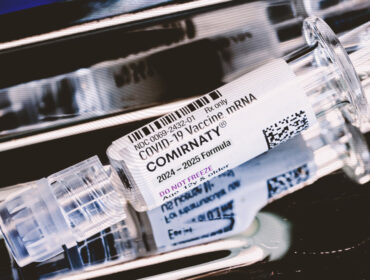 NDC 0069-2432-01 Rx only
COVID-19 Vaccine, mRNA
COMIRNATY®
2024 – 2025 Formula
DO NOT FREEZE